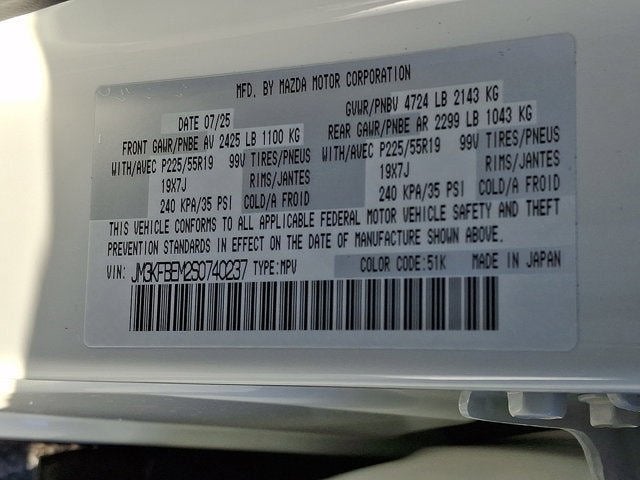 MFD. BY MAZDA MOTOR CORPORATION
DATE 07/25 GVWR/PNBV 4724 LB 2143 KG
FRONT GAWR/PNBE AV 2425 LB 1100 KG REAR GAWR/PNBE AR 2299 LB 1043 KG
WITH/AVEC P225/55R19 99V TIRES/PNEUS WITH/AVEC P225/55R19 99V TIRES/PNEUS
19X7J RIMS/JANTES 19X7J RIMS/JANTES
240 KPA/35 PSI COLD/A FROID 240 KPA/35 PSI COLD/A FROID
THIS VEHICLE CONFORMS TO ALL APPLICABLE FEDERAL MOTOR VEHICLE SAFETY AND THEFT
PREVENTION STANDARDS IN EFFECT ON THE DATE OF MANUFACTURE SHOWN ABOVE.
VIN: JM3KFBEM2S0740237 TYPE:MPV COLOR CODE:51K MADE IN JAPAN